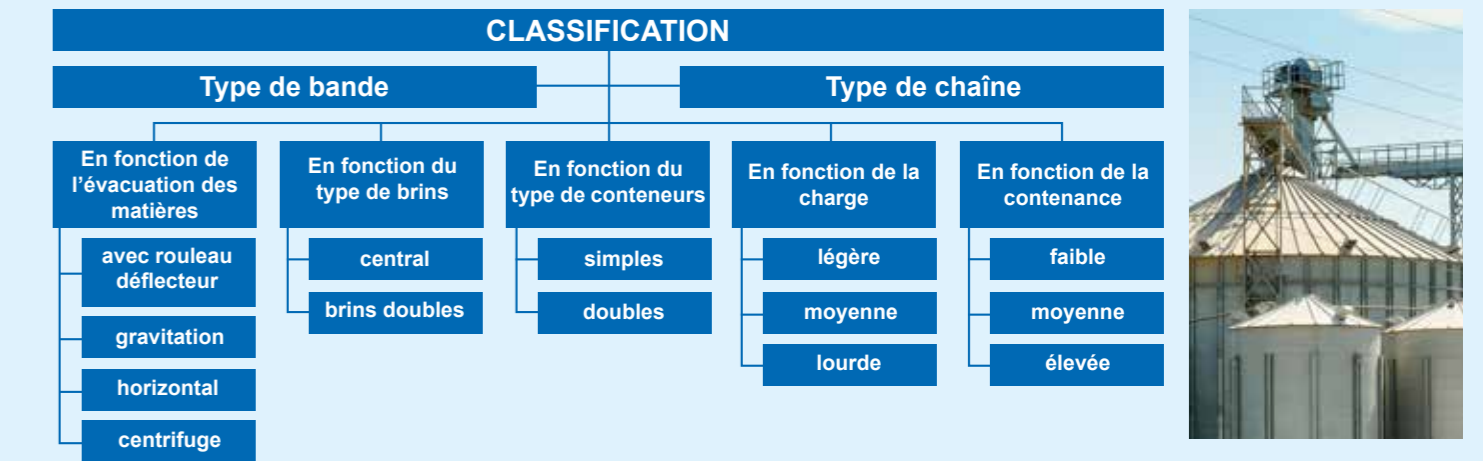 CLASSIFICATION
Type de bande
Type de chaîne
En fonction de
l’évacuation des
matières
avec rouleau
déflecteur
gravitation
horizontal
centrifuge
En fonction du
type de brins
central
brins doubles
En fonction du
type de conteneurs
simples
doubles
En fonction de la
charge
légère
moyenne
lourde
En fonction de la
contenance
faible
moyenne
élevée